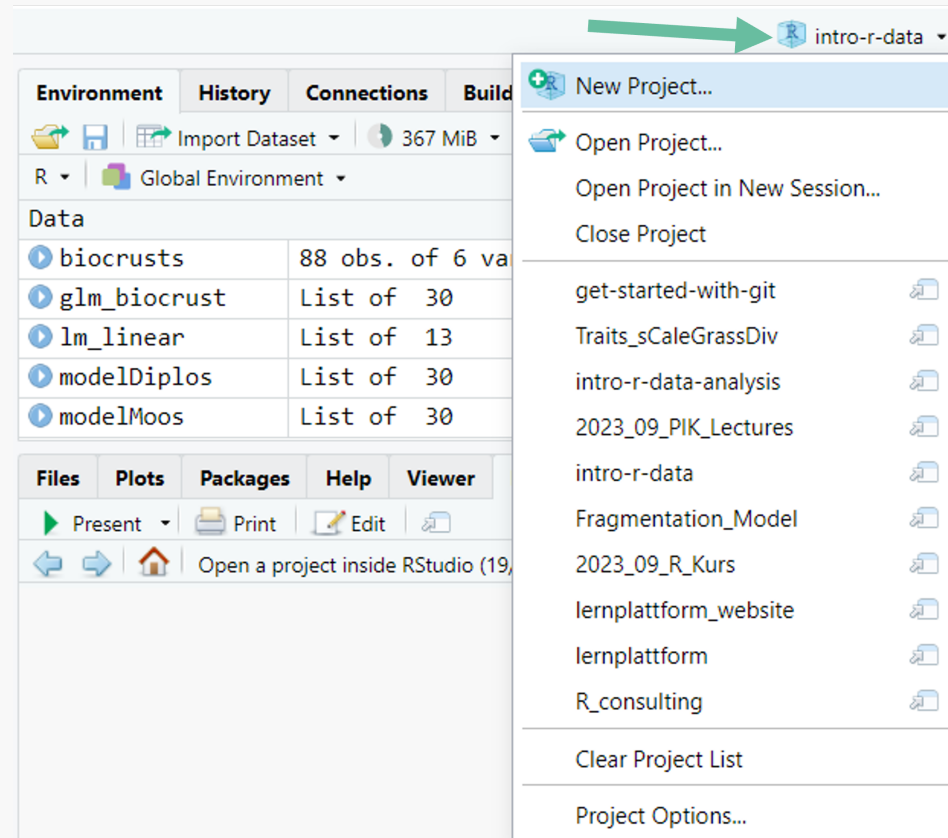 intro-r-data
Environment History Connections Build
Import Dataset 367 MiB
R Global Environment
Data
biocrusts 88 obs. of 6 va
glm_biocrust List of 30
lm_linear List of 13
modelDiplos List of 30
modelMoos List of 30
Files Plots Packages Help Viewer
Present Print Edit
Open a project inside RStudio (19,
New Project...
Open Project...
Open Project in New Session...
Close Project
get-started-with-git
Traits_sCaleGrassDiv
intro-r-data-analysis
2023_09_PIK_Lectures
intro-r-data
Fragmentation_Model
2023_09_R_Kurs
lernplattform_website
lernplattform
R_consulting
Clear Project List
Project Options...